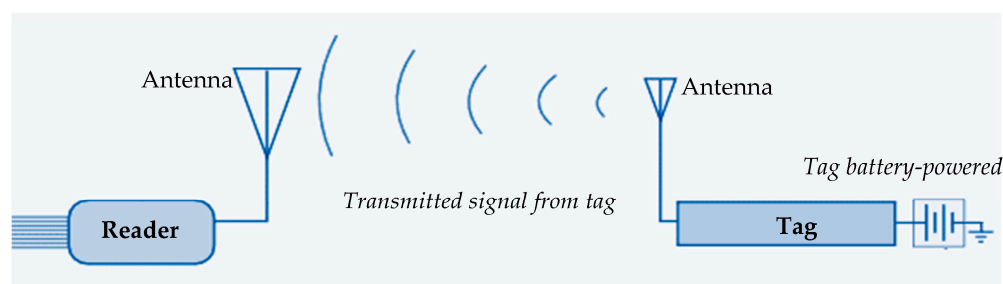 Antenna
Antenna
Tag battery-powered
Transmitted signal from tag
Reader
Tag